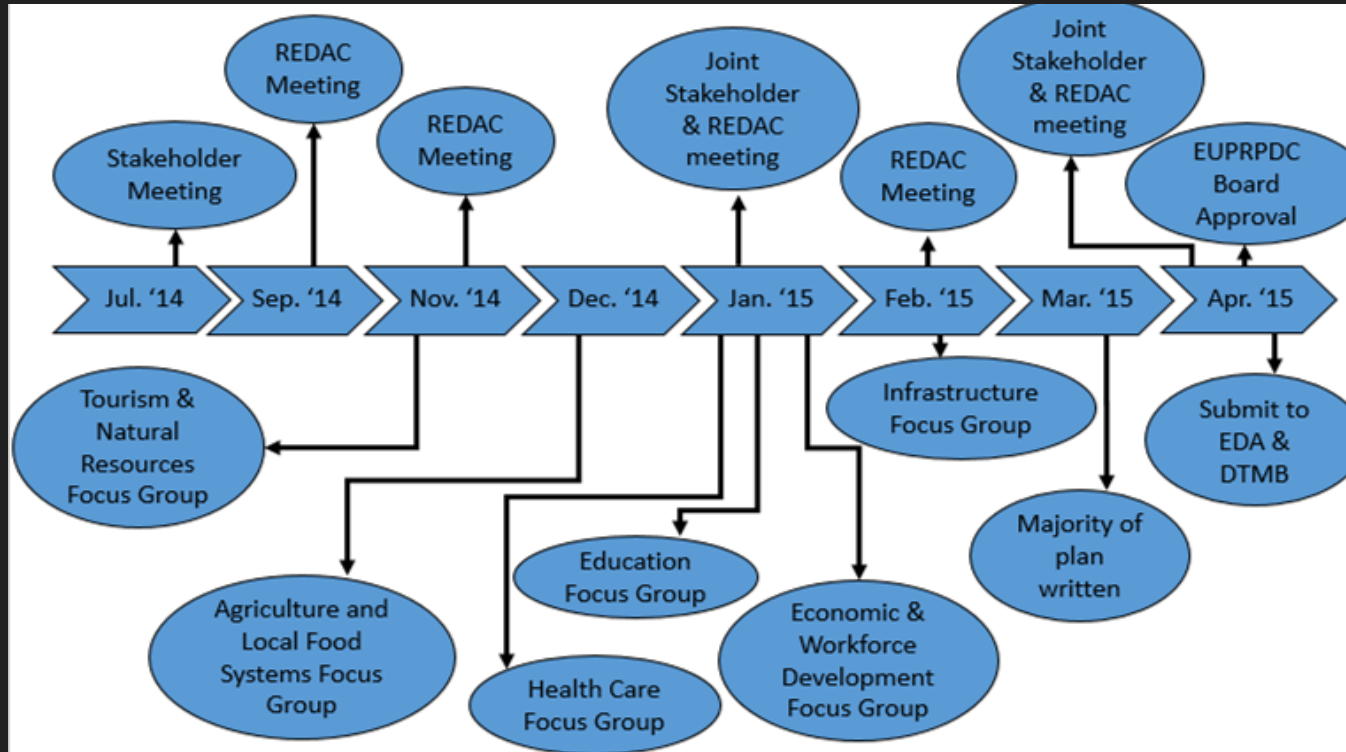 REDAC
Meeting
Stakeholder
Meeting
REDAC
Meeting
Joint
Stakeholder
& REDAC
meeting
REDAC
Meeting
Joint
Stakeholder
& REDAC
meeting
EUPRPDC
Board
Approval
Jul. ‘14
Sep. ‘14
Nov. ‘14
Dec. ‘14
Jan. ‘15
Feb. ‘15
Mar. ‘15
Apr. ‘15
Tourism &
Natural
Resources
Focus Group
Agriculture and
Local Food
Systems Focus
Group
Health Care
Focus Group
Education
Focus Group
Economic &
Workforce
Development
Focus Group
Infrastructure
Focus Group
Majority of
plan
written
Submit to
EDA &
DTMB